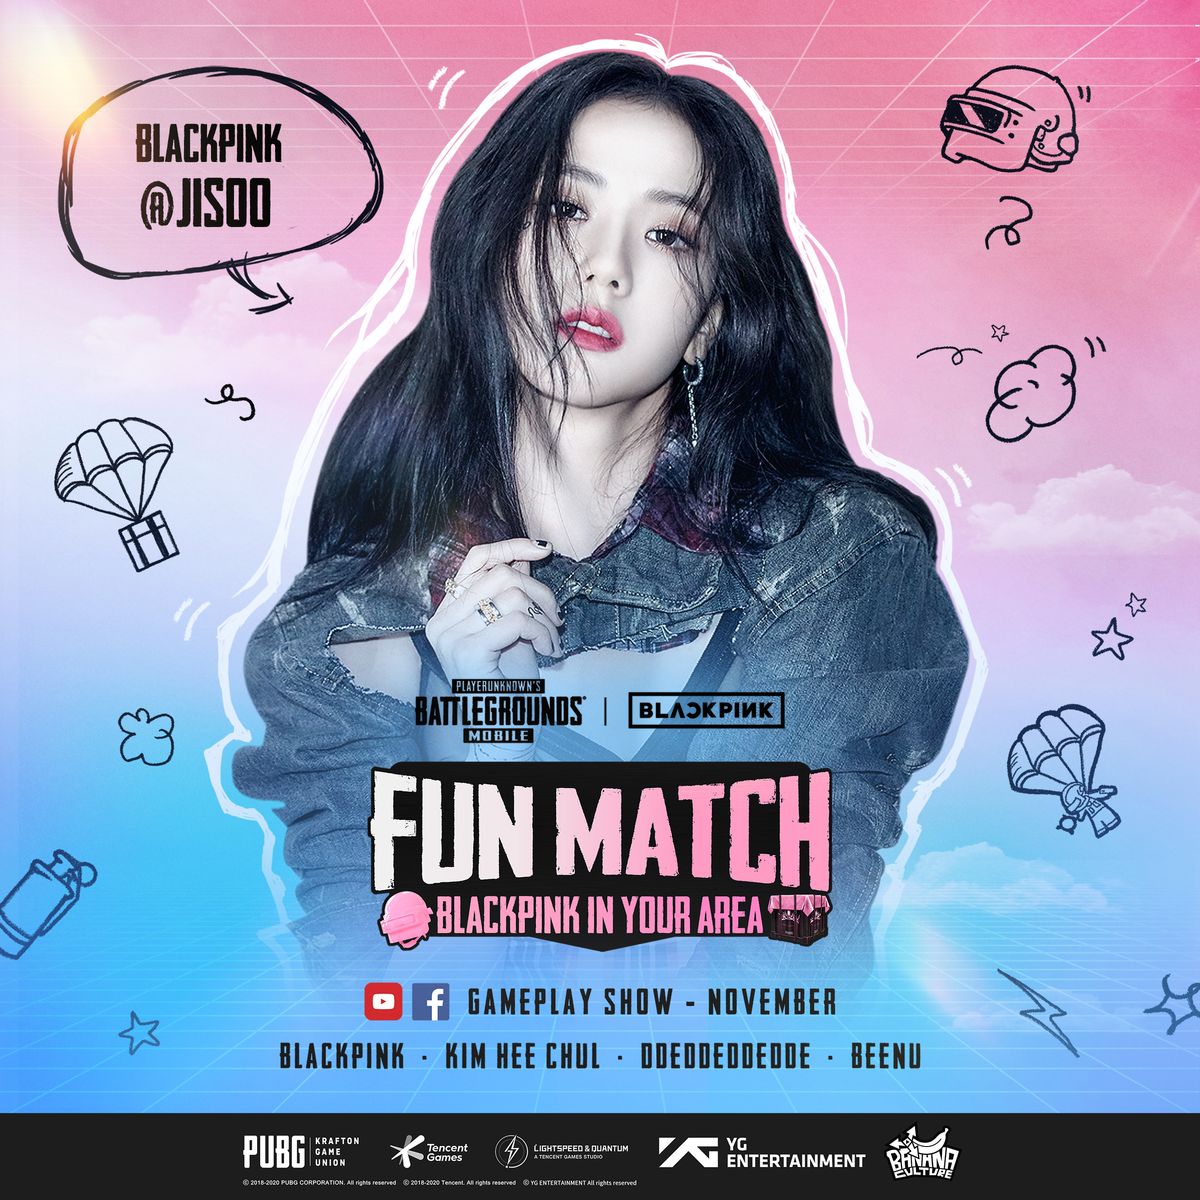 BLACKPINK
@JISOO
PLAYERUNKNOWN'S
BATTLEGROUNDS
MOBILE
BLACKPINK
FUN MATCH
BLACKPINK IN YOUR AREA
GAMEPLAY SHOW - NOVEMBER
BLACKPINK · KIM HEE CHUL · DDEDDEDDEDDE · BEENU
PUBG
KRAFTON
GAME
UNION
Tencent
Games
LIGHTSPEED & QUANTUM
A TENCENT GAMES STUDIO
YG
ENTERTAINMENT
BANANA
CULTURE
© 2018-2020 PUBG CORPORATION. All rights reserved
© 2018-2020 Tencent. All rights reserved
© YG ENTERTAINMENT All rights reserved